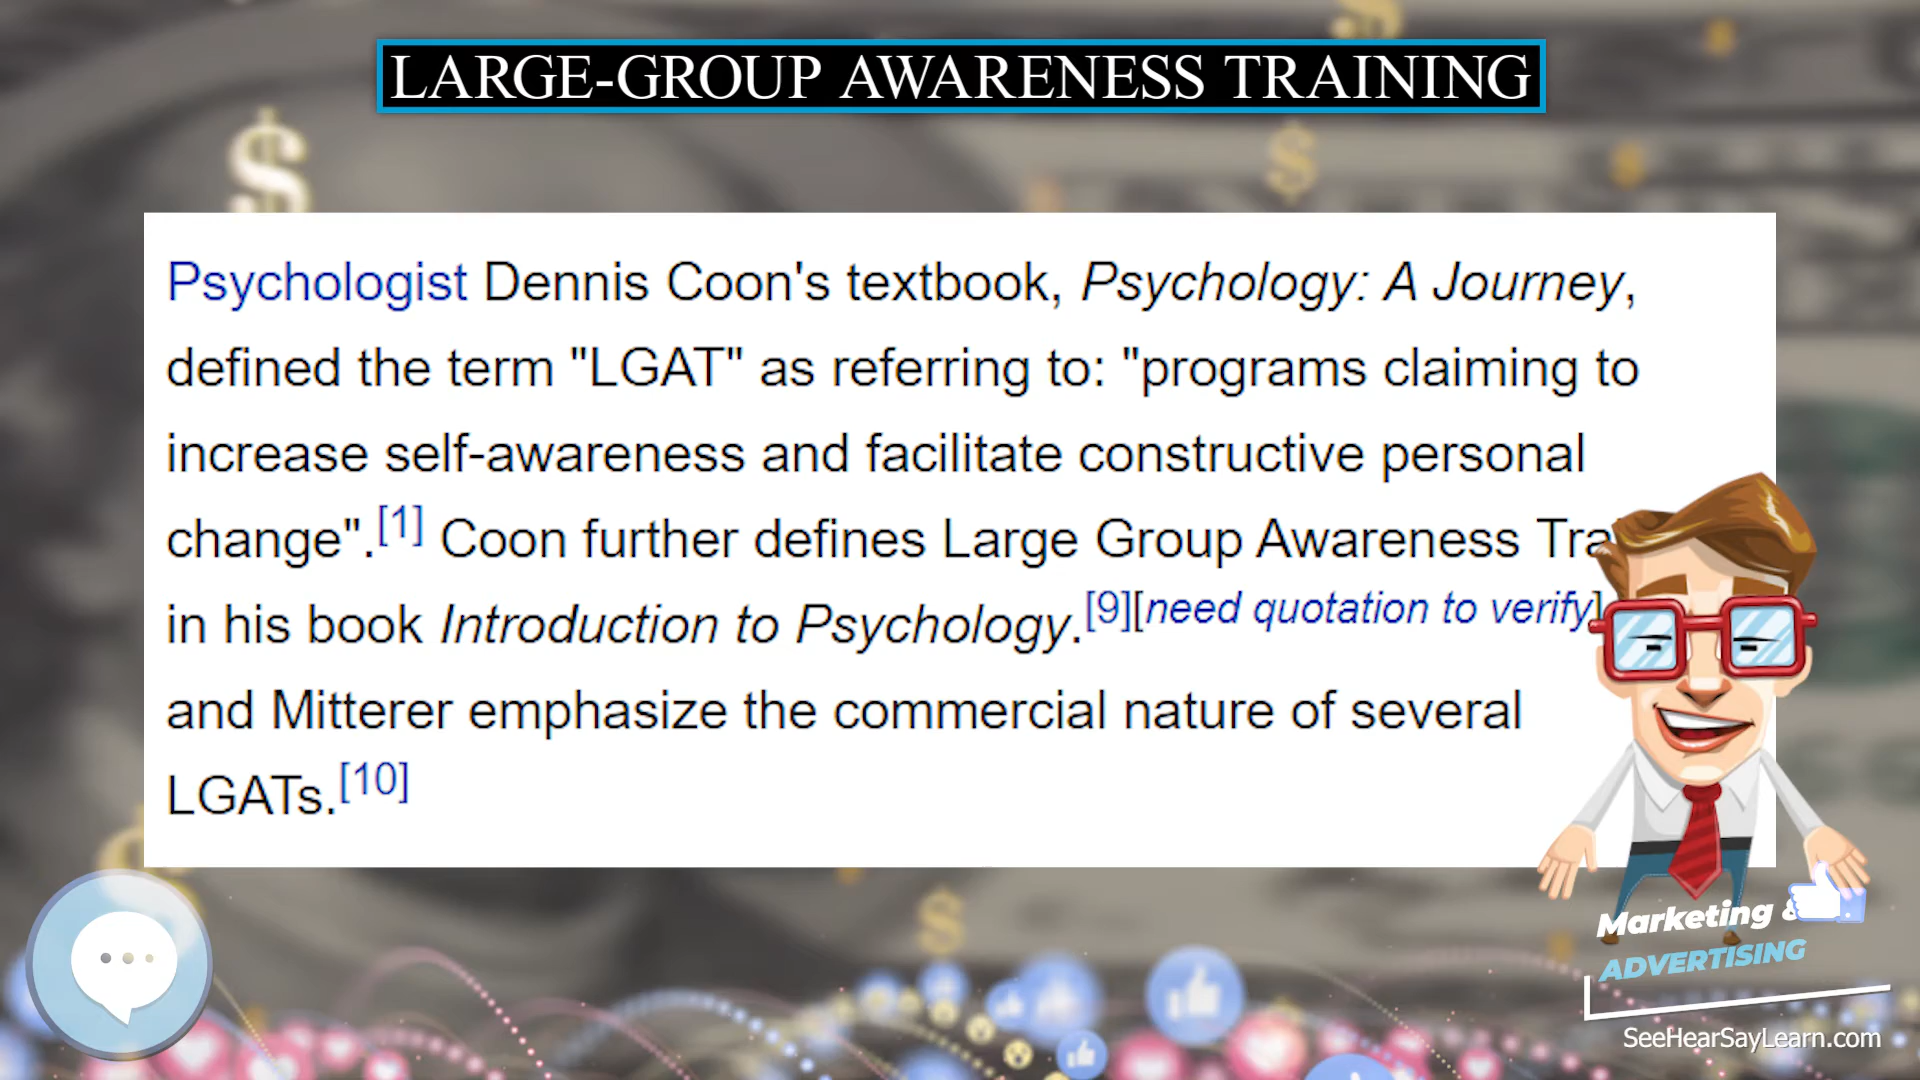 LARGE-GROUP AWARENESS TRAINING
Psychologist Dennis Coon's textbook, Psychology: A Journey,
defined the term "LGAT" as referring to: "programs claiming to
increase self-awareness and facilitate constructive personal
change".[1] Coon further defines Large Group Awareness
in his book Introduction to Psychology.[9][need quotation to verify]
and Mitterer emphasize the commercial nature of several
LGATs.[10]
Marketing &
ADVERTISING
SeeHearSayLearn.com